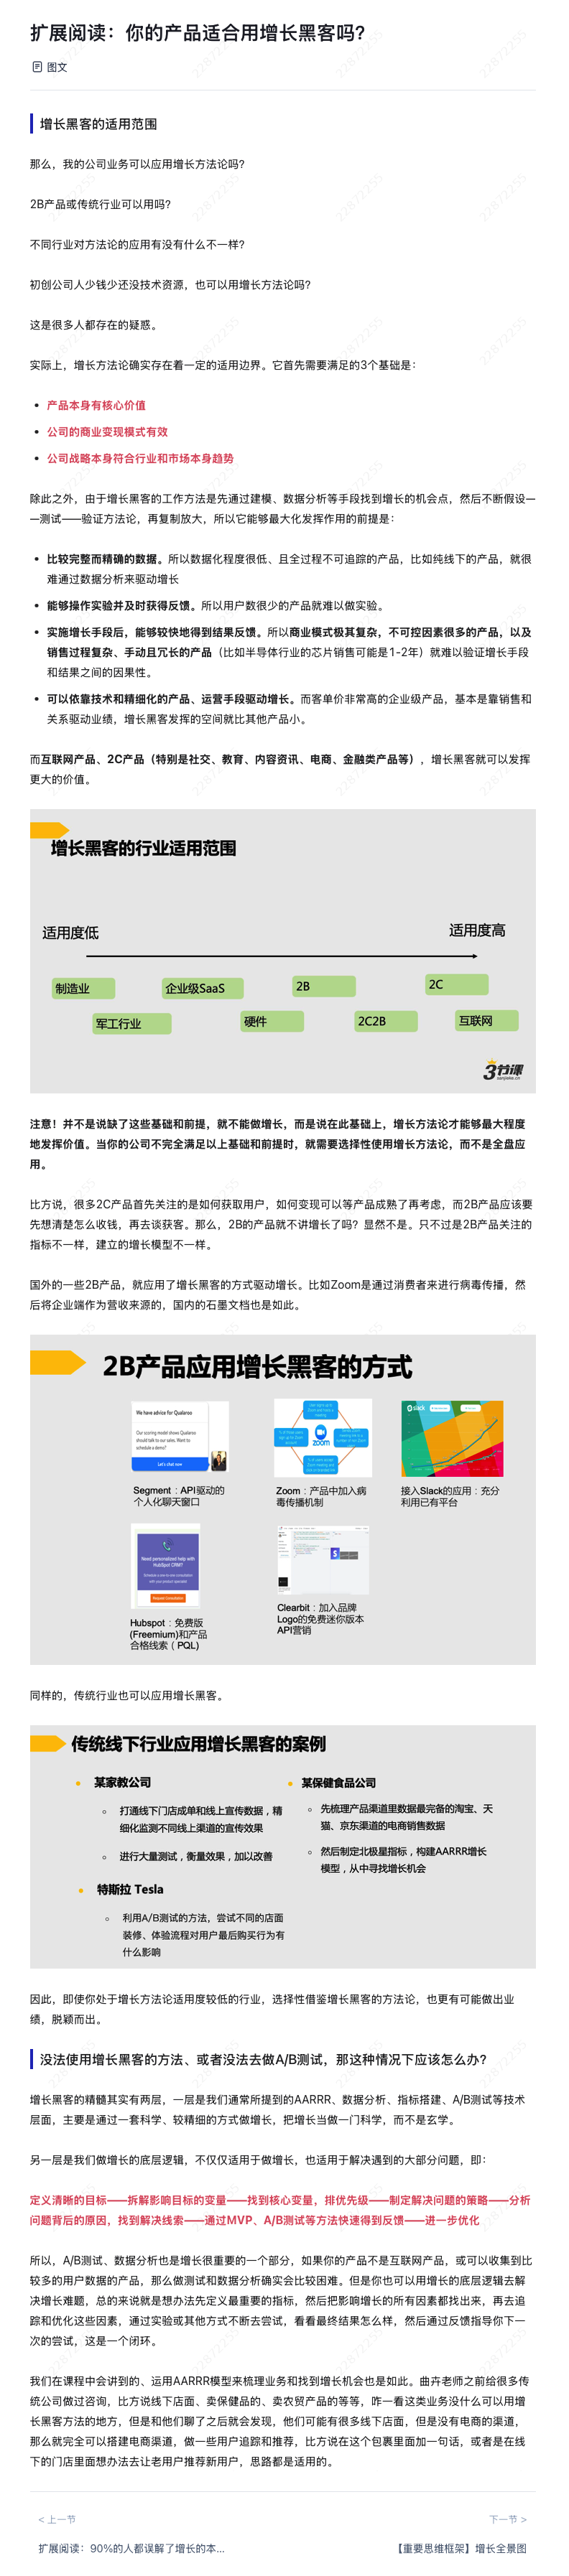 扩展阅读：你的产品适合用增长黑客吗?
图文
增长黑客的适用范围
那么，我的公司业务可以应用增长方法论吗?
2B产品或传统行业可以用吗?
不同行业对方法论的应用有没有什么不一样?
初创公司人少钱少还没技术资源，也可以用增长方法论吗?
这是很多人都存在的疑惑。
实际上，增长方法论确实存在着一定的适用边界。它首先需要满足的3个基础是：
• 产品本身有核心价值
• 公司的商业变现模式有效
• 公司战略本身符合行业和市场本身趋势
除此之外，由于增长黑客的工作方法是先通过建模、数据分析等手段找到增长的机会点，然后不断假设—
—测试——验证方法论，再复制放大，所以它能够最大化发挥作用的前提是：
• 比较完整而精确的数据。所以数据化程度很低、且全过程不可追踪的产品，比如纯线下的产品，就很
难通过数据分析来驱动增长
• 能够操作实验并及时获得反馈。所以用户数很少的产品就难以做实验。
• 实施增长手段后，能够较快地得到结果反馈。所以商业模式极其复杂，不可控因素很多的产品，以及
销售过程复杂、手动且冗长的产品（比如半导体行业的芯片销售可能是1-2年）就难以验证增长手段
和结果之间的因果性。
• 可以依靠技术和精细化的产品、运营手段驱动增长。而客单价非常高的企业级产品，基本是靠销售和
关系驱动业绩，增长黑客发挥的空间就比其他产品小。
而互联网产品、2C产品（特别是社交、教育、内容资讯、电商、金融类产品等），增长黑客就可以发挥
更大的价值。
增长黑客的行业适用范围
适用度低
适用度高
制造业
企业级SaaS
2B
2C
军工行业
硬件
2C2B
互联网
3节课
sanjieke.cn
注意！并不是说缺了这些基础和前提，就不能做增长，而是说在此基础上，增长方法论才能够最大程度
地发挥价值。当你的公司不完全满足以上基础和前提时，就需要选择性使用增长方法论，而不是全盘应
用。
比方说，很多2C产品首先关注的是如何获取用户，如何变现可以等产品成熟了再考虑，而2B产品应该要
先想清楚怎么收钱，再去谈获客。那么，2B的产品就不讲增长了吗？显然不是。只不过是2B产品关注的
指标不一样，建立的增长模型不一样。
国外的一些2B产品，就应用了增长黑客的方式驱动增长。比如Zoom是通过消费者来进行病毒传播，然
后将企业端作为营收来源的，国内的石墨文档也是如此。
2B产品应用增长黑客的方式
We have advice for Qualaroo
Our scoring model shows Qualaroo
should talk to our sales. Want to
schedule a demo?
Let's chat now
zoom
slack
Segment：API驱动的
个人化聊天窗口
Zoom：产品中加入病
毒传播机制
接入Slack的应用：充分
利用已有平台
Need personalized help with
HubSpot CRM?
Hubspot：免费版
(Freemium)和产品
合格线索（PQL)
Clearbit：加入品牌
Logo的免费迷你版本
API营销
同样的，传统行业也可以应用增长黑客。
传统线下行业应用增长黑客的案例
某家教公司
打通线下门店成单和线上宣传数据，精
细化监测不同线上渠道的宣传效果
进行大量测试，衡量效果，加以改善
特斯拉 Tesla
利用A/B测试的方法，尝试不同的店面
装修、体验流程对用户最后购买行为有
什么影响
某保健食品公司
先梳理产品渠道里数据最完备的淘宝、天
猫、京东渠道的电商销售数据
然后制定北极星指标，构建AARRR增长
模型，从中寻找增长机会
因此，即使你处于增长方法论适用度较低的行业，选择性借鉴增长黑客的方法论，也更有可能做出业
绩，脱颖而出。
没法使用增长黑客的方法、或者没法去做A/B测试，那这种情况下应该怎么办?
增长黑客的精髓其实有两层，一层是我们通常所提到的AARRR、数据分析、指标搭建、A/B测试等技术
层面，主要是通过一套科学、较精细的方式做增长，把增长当做一门科学，而不是玄学。
另一层是我们做增长的底层逻辑，不仅仅适用于做增长，也适用于解决遇到的大部分问题，即：
定义清晰的目标——拆解影响目标的变量——找到核心变量，排优先级——制定解决问题的策略——分析
问题背后的原因，找到解决线索——通过MVP、A/B测试等方法快速得到反馈——进一步优化
所以，A/B测试、数据分析也是增长很重要的一个部分，如果你的产品不是互联网产品，或可以收集到比
较多的用户数据的产品，那么做测试和数据分析确实会比较困难。但是你也可以用增长的底层逻辑去解
决增长难题，总的来说就是想办法先定义最重要的指标，然后把影响增长的所有因素都找出来，再去追
踪和优化这些因素，通过实验或其他方式不断去尝试，看看最终结果怎么样，然后通过反馈指导你下一
次的尝试，这是一个闭环。
我们在课程中会讲到的、运用AARRR模型来梳理业务和找到增长机会也是如此。曲卉老师之前给很多传
统公司做过咨询，比方说线下店面、卖保健品的、卖农贸产品的等等，咋一看这类业务没什么可以用增
长黑客方法的地方，但是和他们聊了之后就会发现，他们可能有很多线下店面，但是没有电商的渠道，
那么就完全可以搭建电商渠道，做一些用户追踪和推荐，比方说在这个包裹里面加一句话，或者是在线
下的门店里面想办法去让老用户推荐新用户，思路都是适用的。
< 上一节
下一节 >
扩展阅读：90%的人都误解了增长的本...
【重要思维框架】增长全景图
22872255